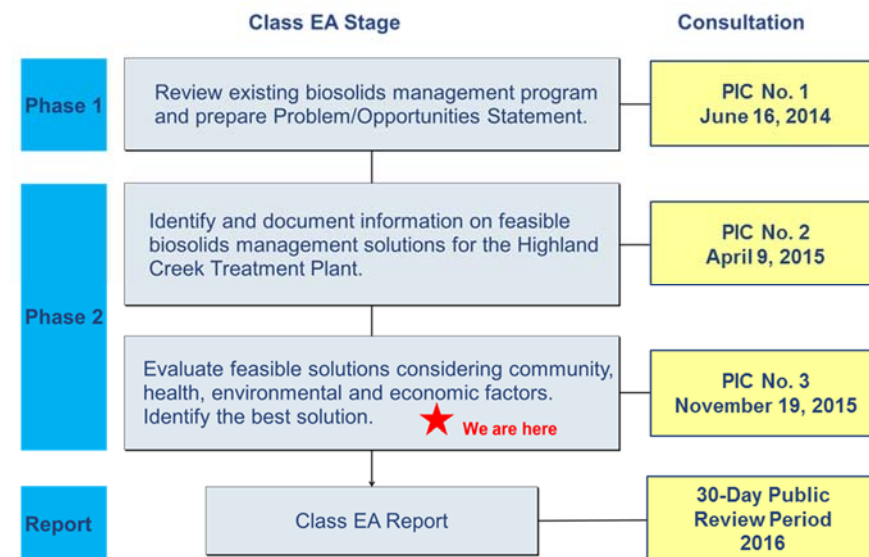 Class EA Stage
Consultation
Phase 1
Review existing biosolids management program
and prepare Problem/Opportunities Statement.
PIC No. 1
June 16, 2014
Phase 2
Identify and document information on feasible
biosolids management solutions for the Highland
Creek Treatment Plant.
PIC No. 2
April 9, 2015
Evaluate feasible solutions considering community,
health, environmental and economic factors.
Identify the best solution.
We are here
PIC No. 3
November 19, 2015
Report
Class EA Report
30-Day Public
Review Period
2016